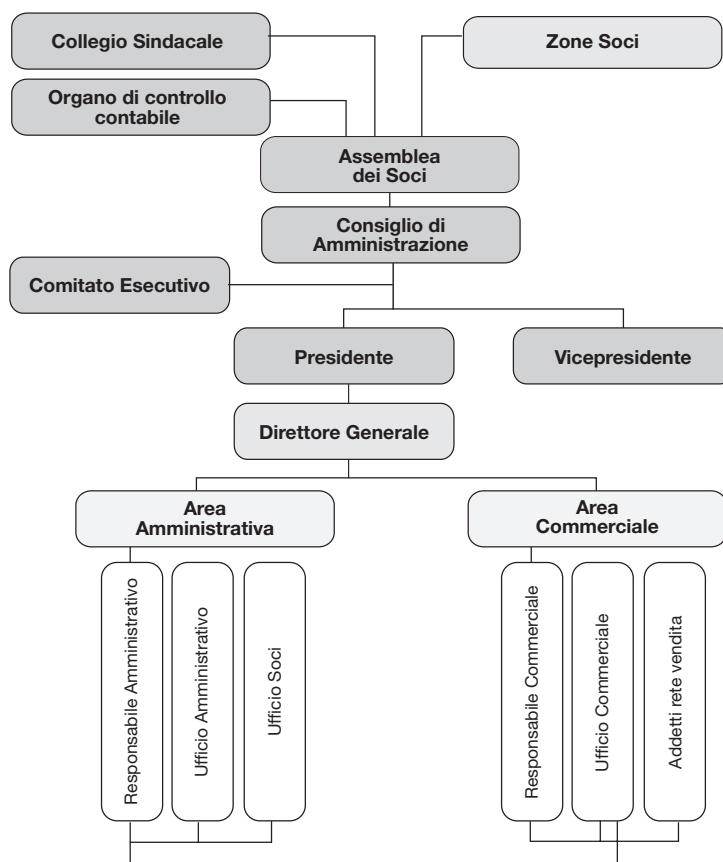 Collegio Sindacale
Zone Soci
Organo di controllo
contabile
Assemblea
dei Soci
Consiglio di
Amministrazione
Comitato Esecutivo
Presidente
Vicepresidente
Direttore Generale
Area
Amministrativa
Area
Commerciale
Responsabile Amministrativo
Ufficio Amministrativo
Ufficio Soci
Responsabile Commerciale
Ufficio Commerciale
Addetti rete vendita